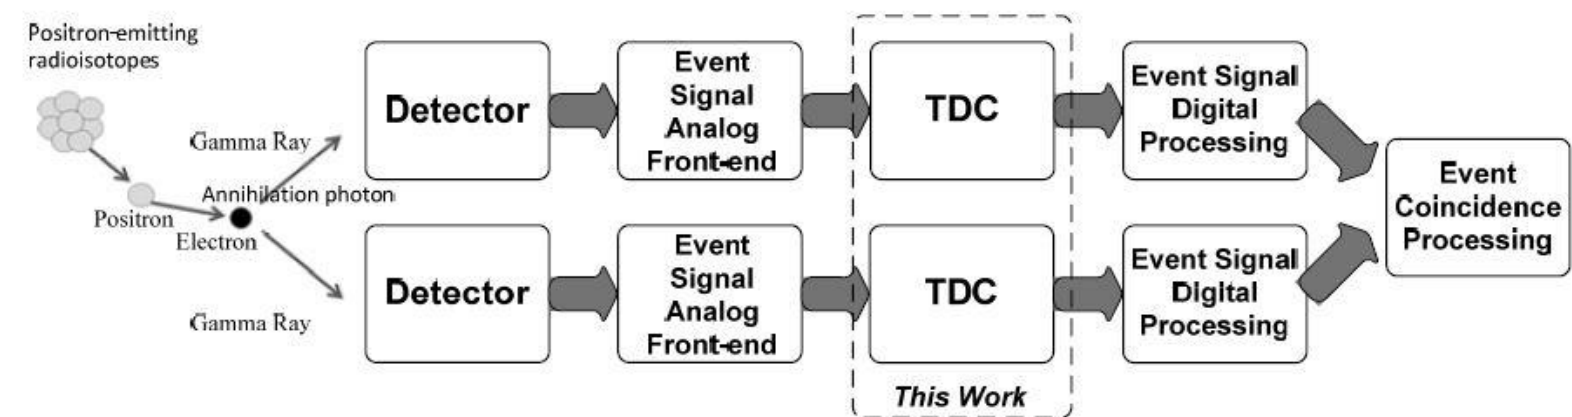 Positron-emitting
radioisotopes
Gamma Ray
Annihilation photon
Positron
Electron
Gamma Ray
Detector
Event
Signal
Analog
Front-end
TDC
Event Signal
Digital
Processing
Detector
Event
Signal
Analog
Front-end
TDC
Event Signal
Digital
Processing
Event
Coincidence
Processing
This Work